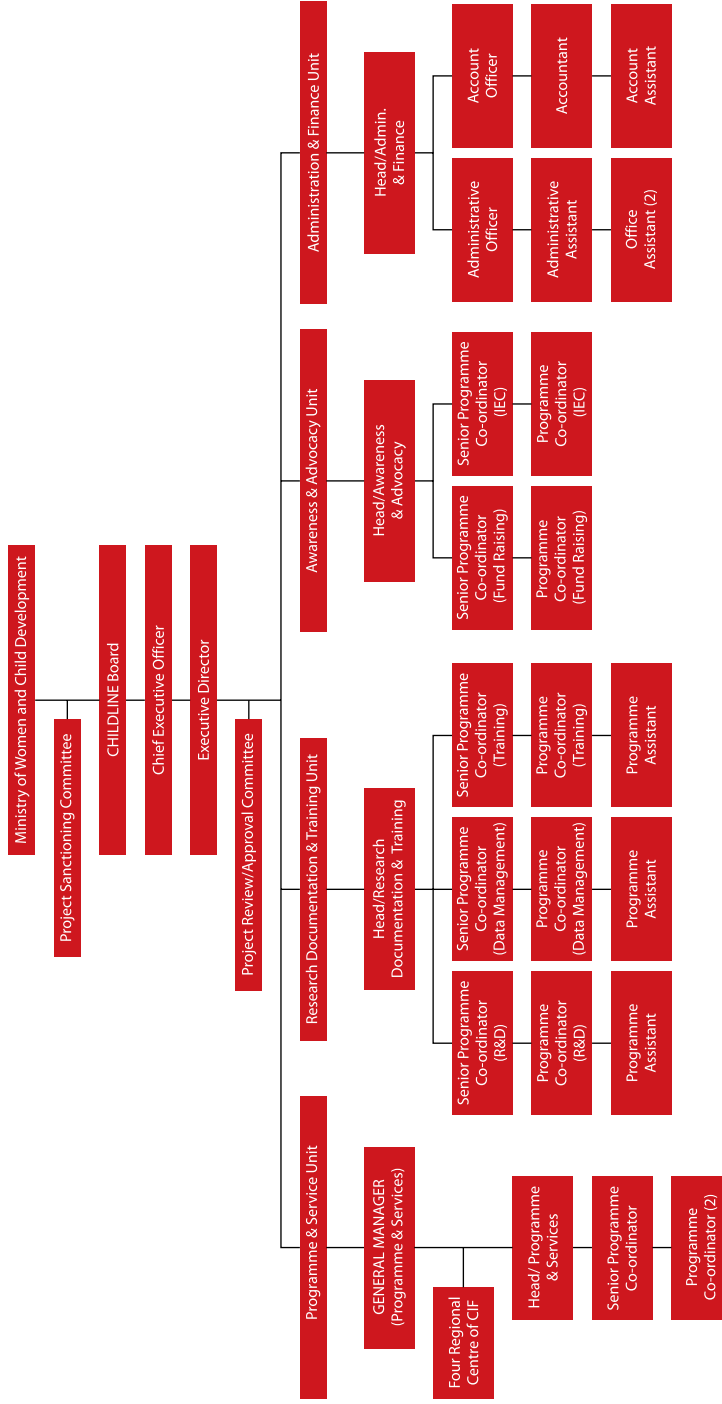 Ministry of Women and Child Development
Project Sanctioning Committee
CHILDLINE Board
Chief Executive Officer
Executive Director
Project Review/Approval Committee
Programme & Service Unit
Research Documentation & Training Unit
Awareness & Advocacy Unit
Administration & Finance Unit
GENERAL MANAGER
(Programme & Services)
Head/Research
Documentation & Training
Head/Awareness
& Advocacy
Head/Admin.
& Finance
Four Regional
Centre of CIF
Head/ Programme
& Services
Senior Programme
Co-ordinator
Programme
Co-ordinator (2)
Senior Programme
Co-ordinator
(R&D)
Programme
Co-ordinator
(R&D)
Programme
Assistant
Senior Programme
Co-ordinator
(Data Management)
Programme
Co-ordinator
(Data Management)
Programme
Assistant
Senior Programme
Co-ordinator
(Training)
Programme
Co-ordinator
(Training)
Programme
Assistant
Senior Programme
Co-ordinator
(Fund Raising)
Programme
Co-ordinator
(Fund Raising)
Senior Programme
Co-ordinator
(IEC)
Programme
Co-ordinator
(IEC)
Administrative
Officer
Administrative
Assistant
Office
Assistant (2)
Account
Officer
Accountant
Account
Assistant